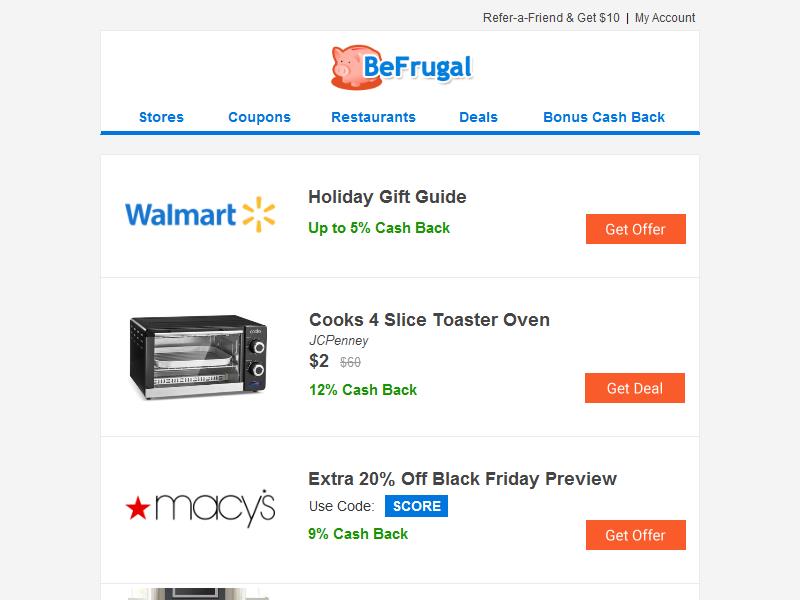 Refer-a-Friend & Get $10 | My Account
BeFrugal
Stores Coupons Restaurants Deals Bonus Cash Back
Walmart
Holiday Gift Guide
Up to 5% Cash Back
Get Offer
Cooks 4 Slice Toaster Oven
JCPenney
$2 $60
12% Cash Back
Get Deal
macy's
Extra 20% Off Black Friday Preview
Use Code: SCORE
9% Cash Back
Get Offer